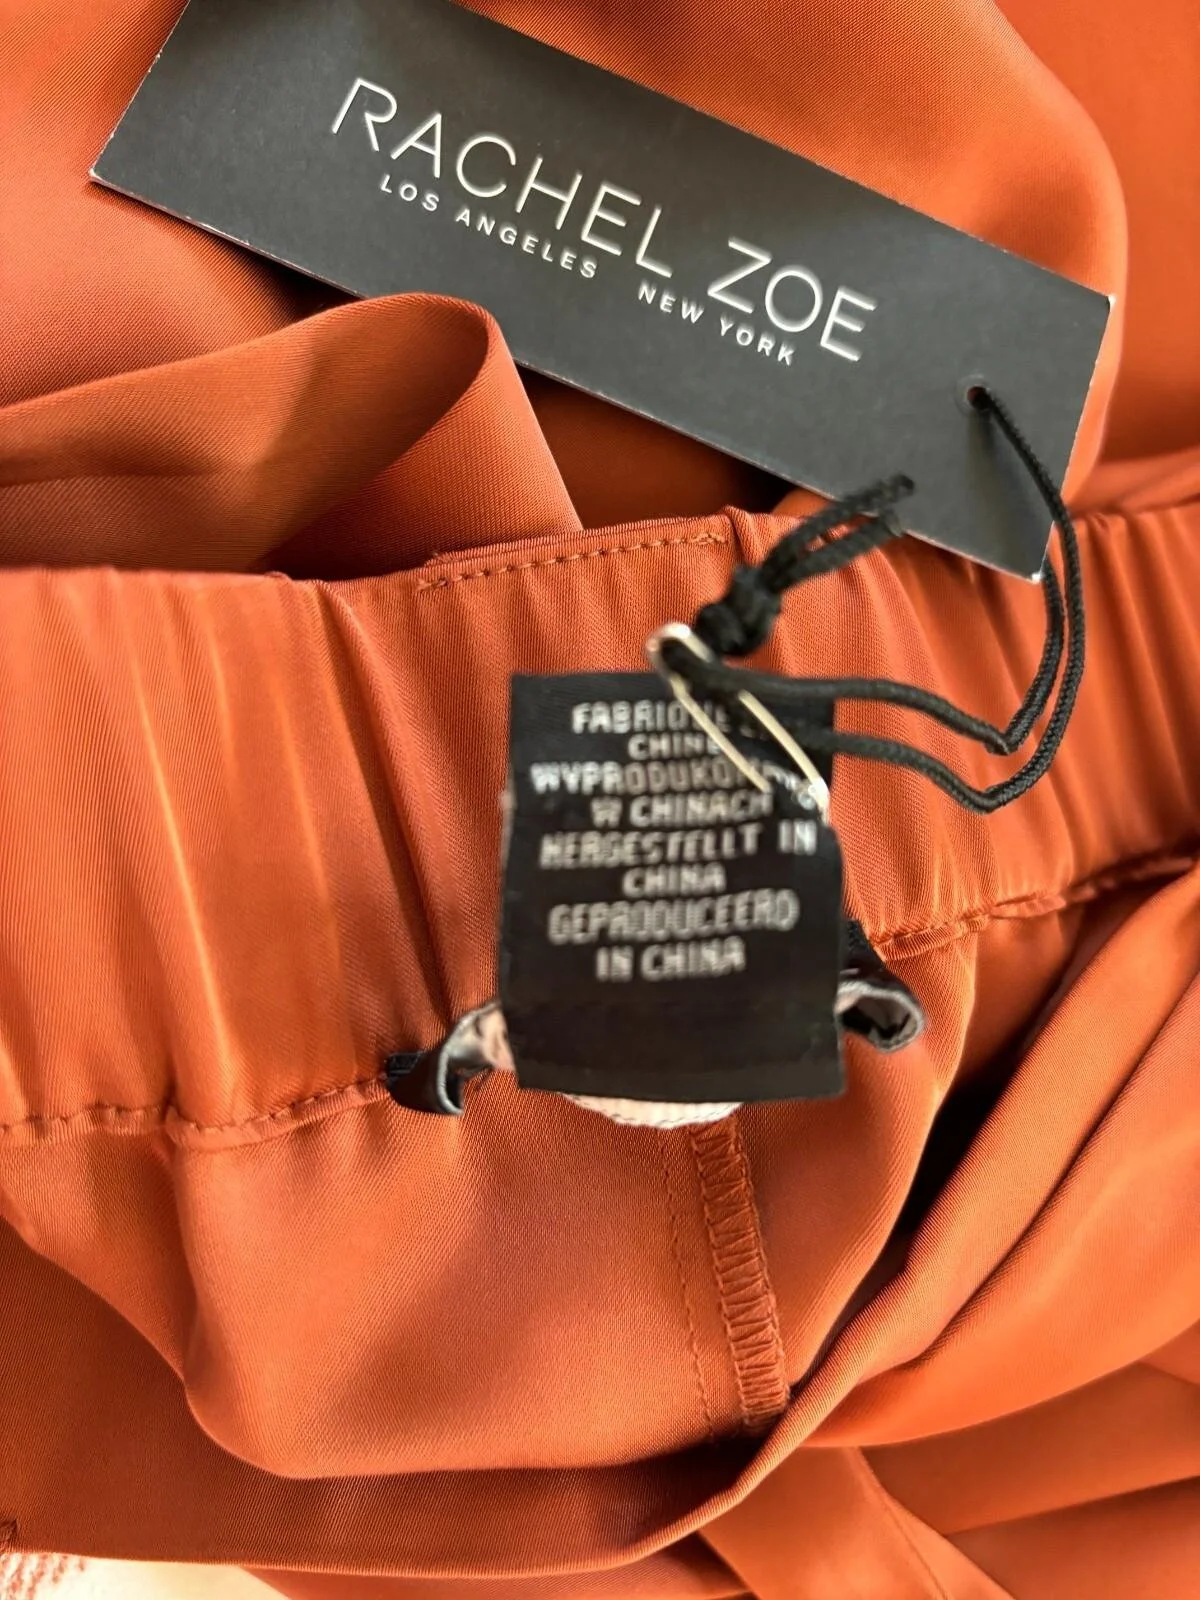 RACHEL ZOE
LOS ANGELES NEW YORK
FABRIQUE
CHINE
W CHINACH
HERGESTELLT IN
CHINA
GEPRODUCEERD
IN CHINA